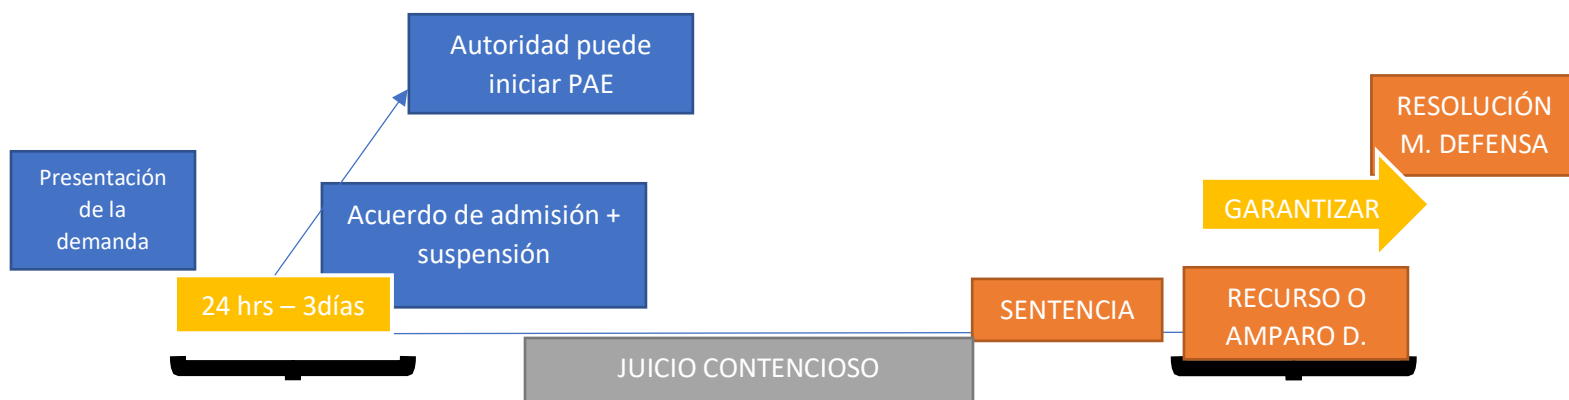 Autoridad puede
iniciar PAE
Presentación
de la
demanda
Acuerdo de admisión +
suspensión
24 hrs – 3días
JUICIO CONTENCIOSO
SENTENCIA
RECURSO O
AMPARO D.
GARANTIZAR
RESOLUCIÓN
M. DEFENSA